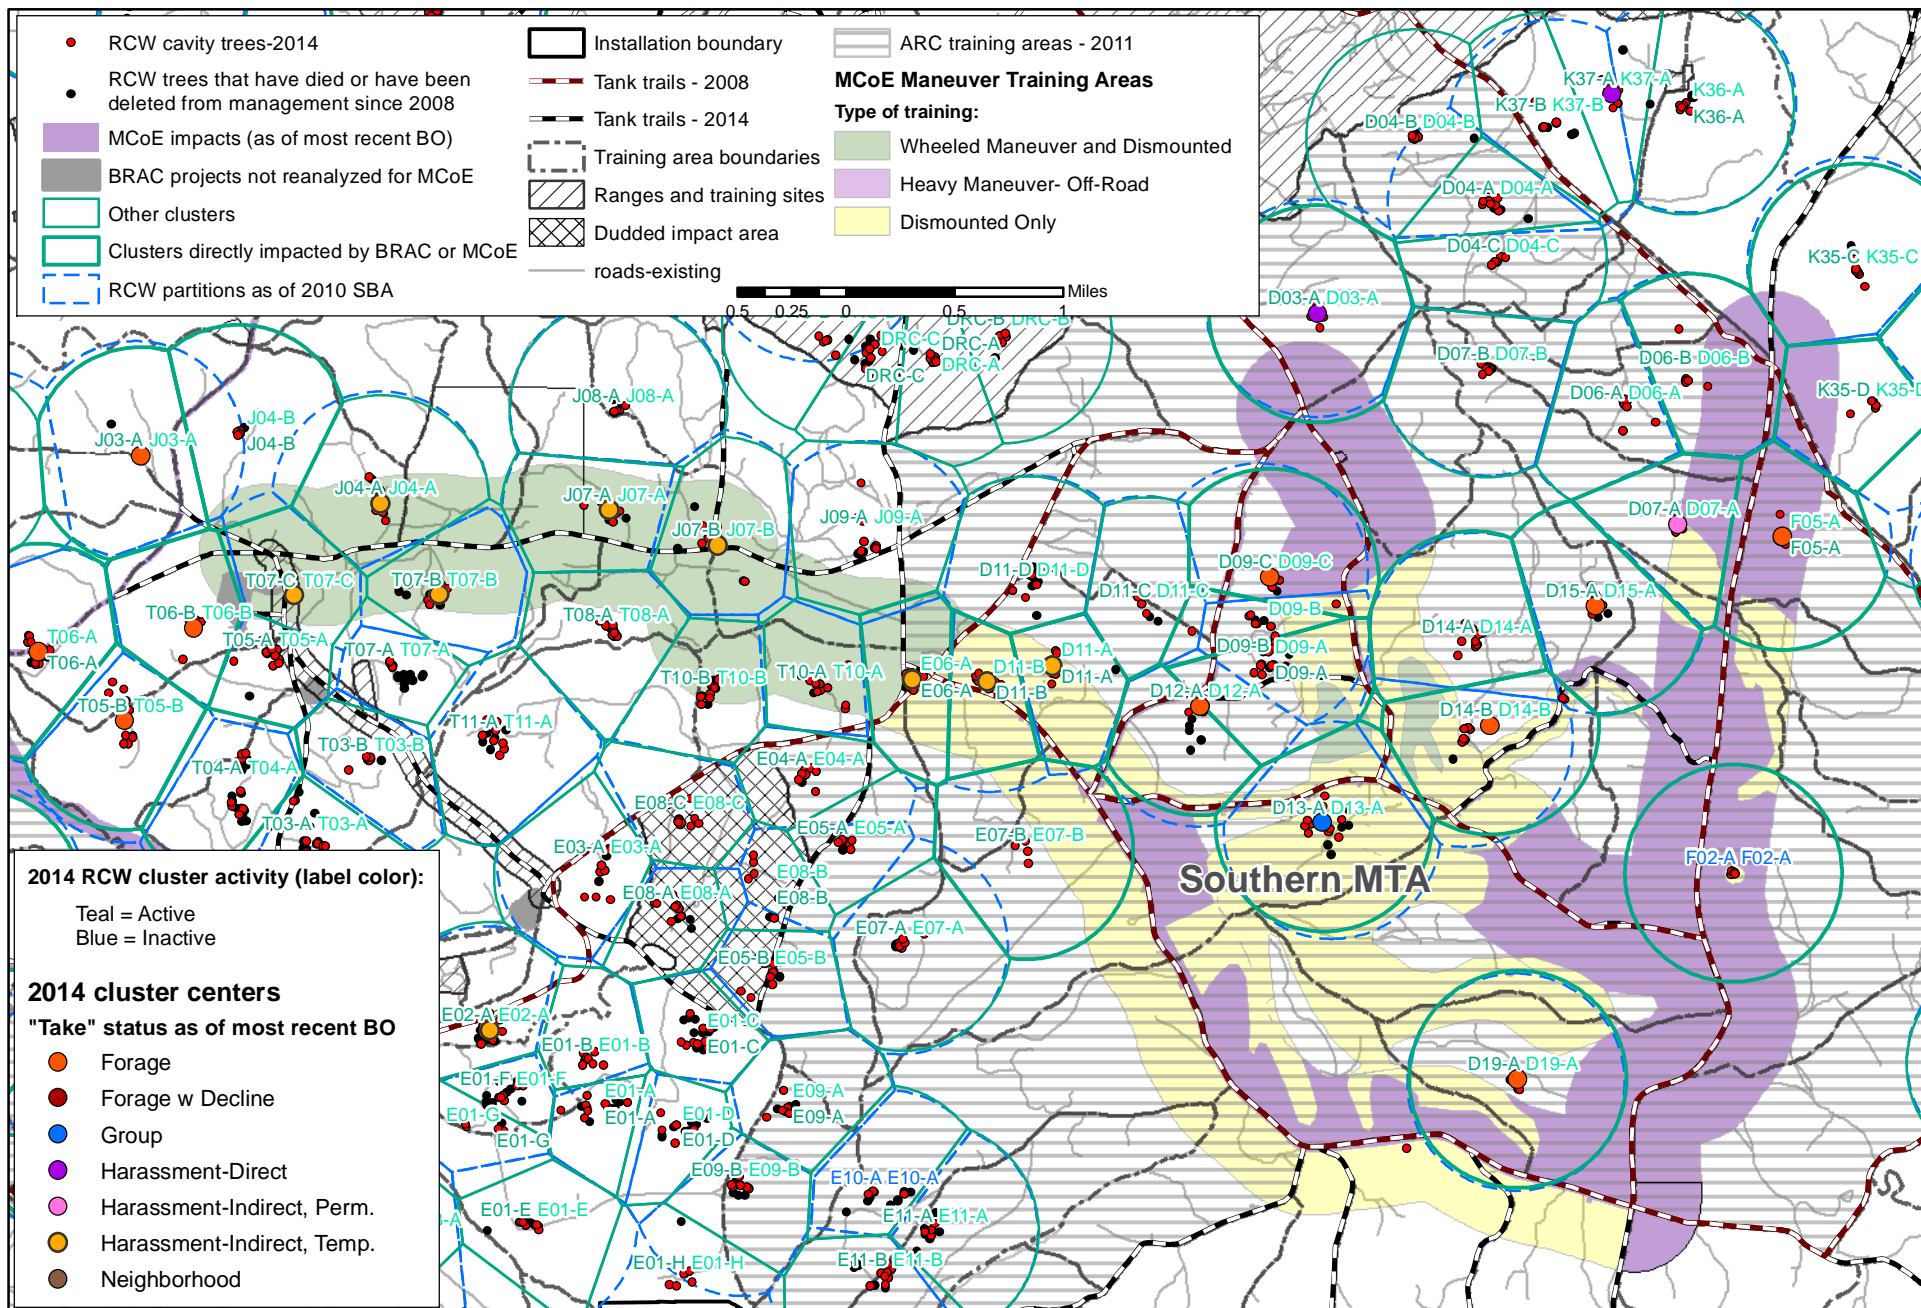 RCW cavity trees-2014
RCW trees that have died or have been
deleted from management since 2008
MCoE impacts (as of most recent BO)
BRAC projects not reanalyzed for MCoE
Other clusters
Clusters directly impacted by BRAC or MCoE
RCW partitions as of 2010 SBA
Installation boundary
Tank trails - 2008
Tank trails - 2014
Training area boundaries
Ranges and training sites
Dudded impact area
roads-existing
ARC training areas - 2011
MCoE Maneuver Training Areas
Type of training:
Wheeled Maneuver and Dismounted
Heavy Maneuver- Off-Road
Dismounted Only
Miles
0.5 0.25 0 0.5 1
K37-A K37-A
K36-A
K37-B K37-B
K36-A
D04-B D04-B
D04-A D04-A
D04-C D04-C
K35-C K35-C
D03-A D03-A
DRC-B DRC-B
DRC-C DRC-A
DRC-C DRC-A
D07-B D07-B
D06-B D06-B
D06-A D06-A
K35-D K35-D
J08-A J08-A
J04-B
J04-B
J03-A J03-A
J04-A J04-A
J07-A J07-A
J07-B J07-B
J09-A J09-A
D07-A D07-A
F05-A
F05-A
T07-C T07-C
T07-B T07-B
D11-D D11-D
D11-C D11-C
D09-C D09-C
D15-A D15-A
T06-B T06-B
T08-A T08-A
D09-B
D14-A D14-A
T06-A
T06-A
T05-A T05-A
T07-A T07-A
D09-B D09-A
D09-A
E06-A
E06-A
D11-B
D11-B
D11-A
D11-A
T10-B T10-B
T10-A T10-A
D12-A D12-A
T05-B T05-B
D14-B D14-B
T11-A T11-A
T03-B T03-B
T04-A T04-A
E04-A E04-A
E08-C E08-C
D13-A D13-A
T03-A T03-A
E05-A E05-A
E07-B E07-B
E03-A E03-A
F02-A F02-A
E08-B
E08-B
E08-A E08-A
Southern MTA
E07-A E07-A
E05-B E05-B
E02-A E02-A
E01-C
E01-C
E01-B E01-B
D19-A D19-A
E01-F E01-F
E01-A
E01-A
E09-A
E09-A
E01-G
E01-G
E01-D
E01-D
E09-B E09-B
E10-A E10-A
E01-E E01-E
E11-A E11-A
E01-H E01-H
E11-B E11-B
2014 RCW cluster activity (label color):
Teal = Active
Blue = Inactive
2014 cluster centers
"Take" status as of most recent BO
Forage
Forage w Decline
Group
Harassment-Direct
Harassment-Indirect, Perm.
Harassment-Indirect, Temp.
Neighborhood